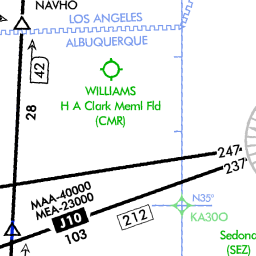 NAVHO
LOS ANGELES
ALBUQUERQUE
42
WILLIAMS
H A Clark Meml Fld
(CMR)
28
247°
237°
MAA-40000
MEA-23000
J10
103
212
N35°
KA3OO
Sedona
(SEZ)